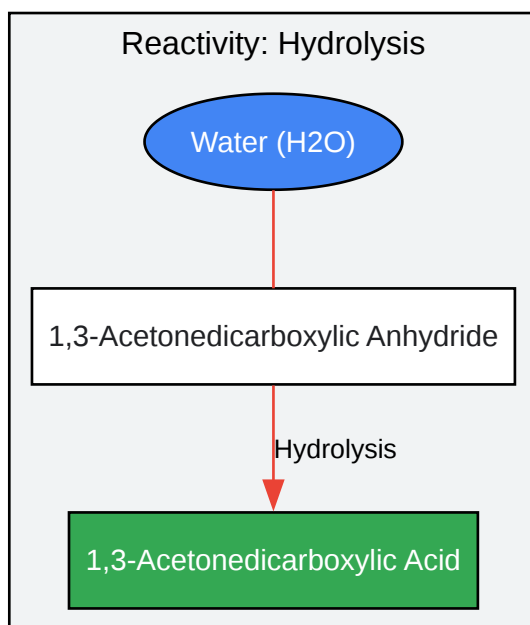 Reactivity: Hydrolysis
Water (H2O)
1,3-Acetonedicarboxylic Anhydride
Hydrolysis
1,3-Acetonedicarboxylic Acid